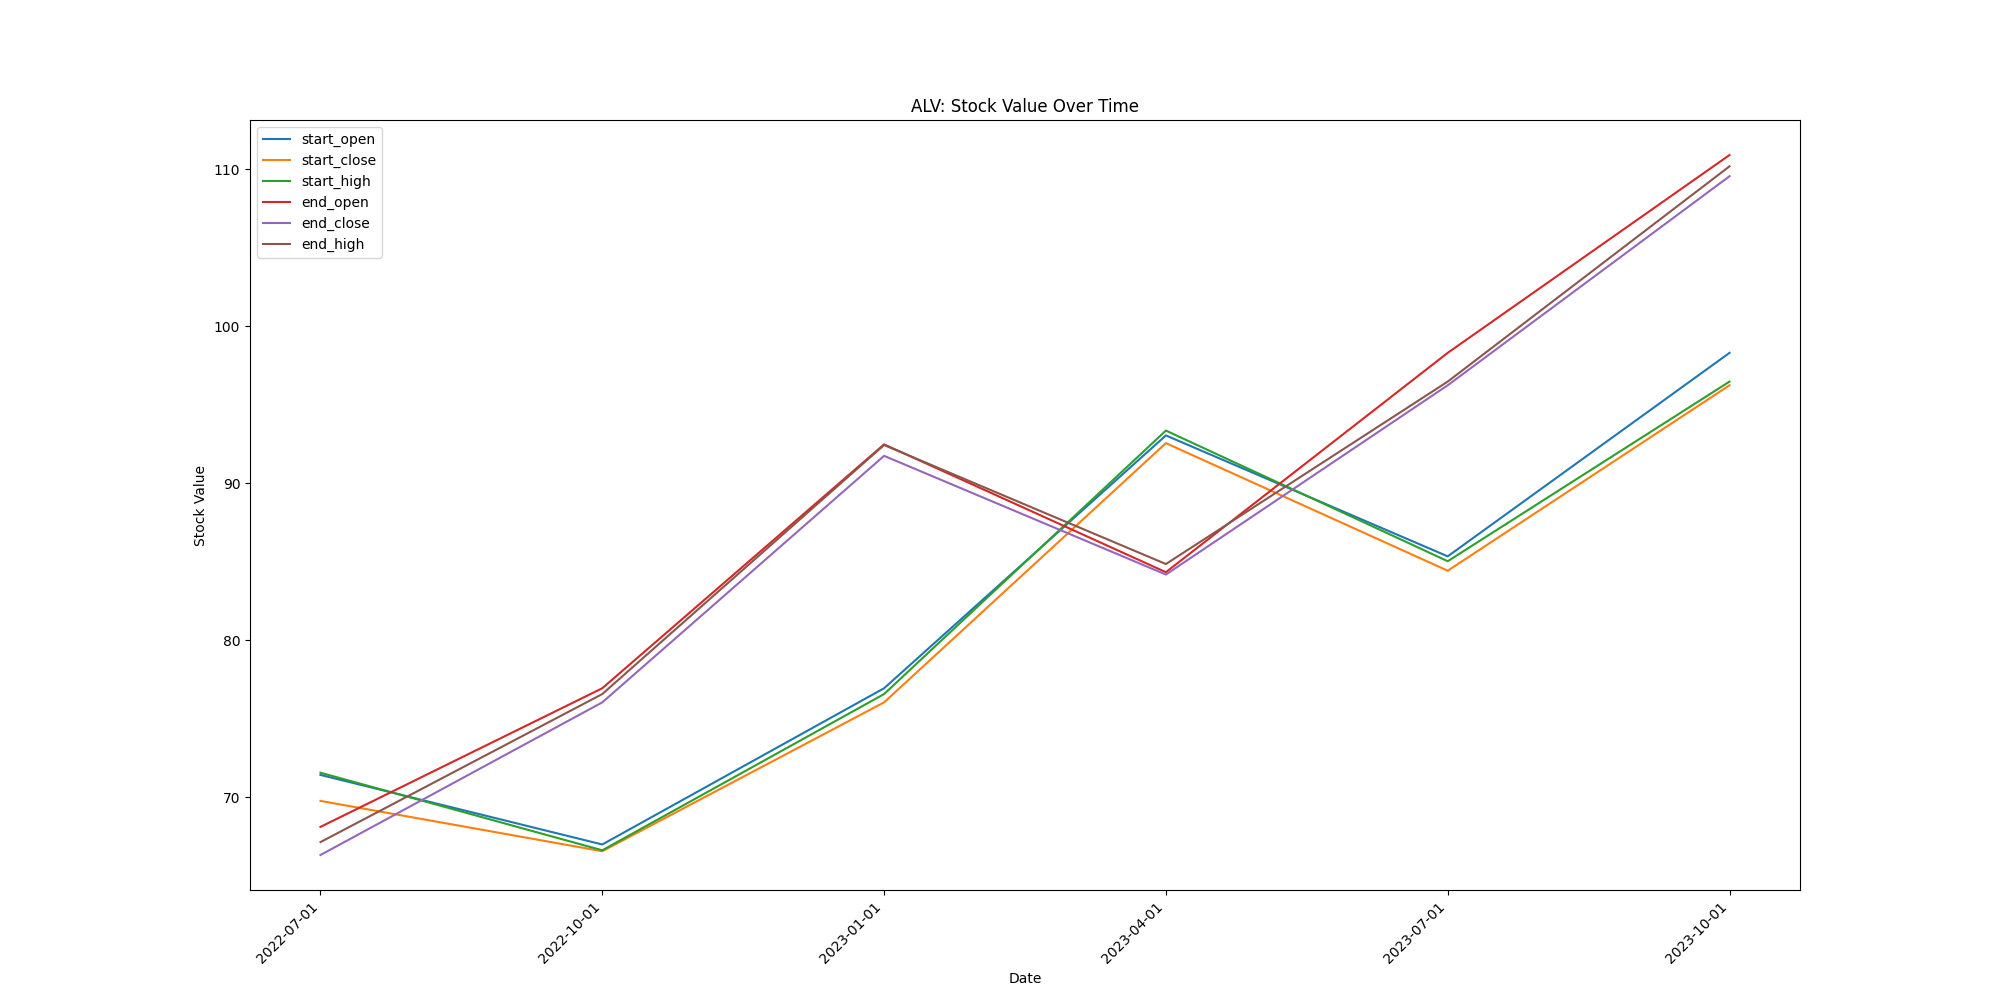 ALV: Stock Value Over Time
start_open
start_close
start_high
end_open
end_close
end_high
110
100
90
80
70
Stock Value
2022-07-01
2022-10-01
2023-01-01
2023-04-01
2023-07-01
2023-10-01
Date